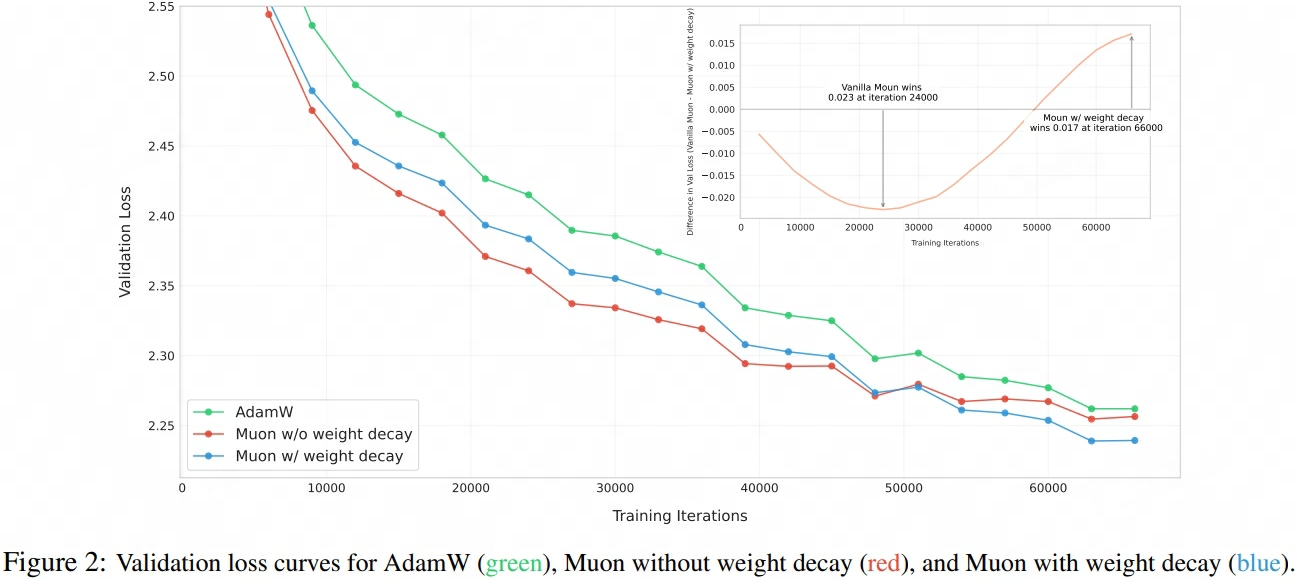 2.55
2.50
2.45
2.40
2.35
2.30
2.25
Validation Loss
0 10000 20000 30000 40000 50000 60000
Training Iterations
AdamW
Muon w/o weight decay
Muon w/ weight decay
Difference in Val Loss (Vanilla Muon - Muon w/ weight decay)
0.015
0.010
0.005
0.000
−0.005
−0.010
−0.015
−0.020
Vanilla Moun wins
0.023 at iteration 24000
Moun w/ weight decay
wins 0.017 at iteration 66000
0 10000 20000 30000 40000 50000 60000
Training Iterations
Figure 2: Validation loss curves for AdamW (green), Muon without weight decay (red), and Muon with weight decay (blue).